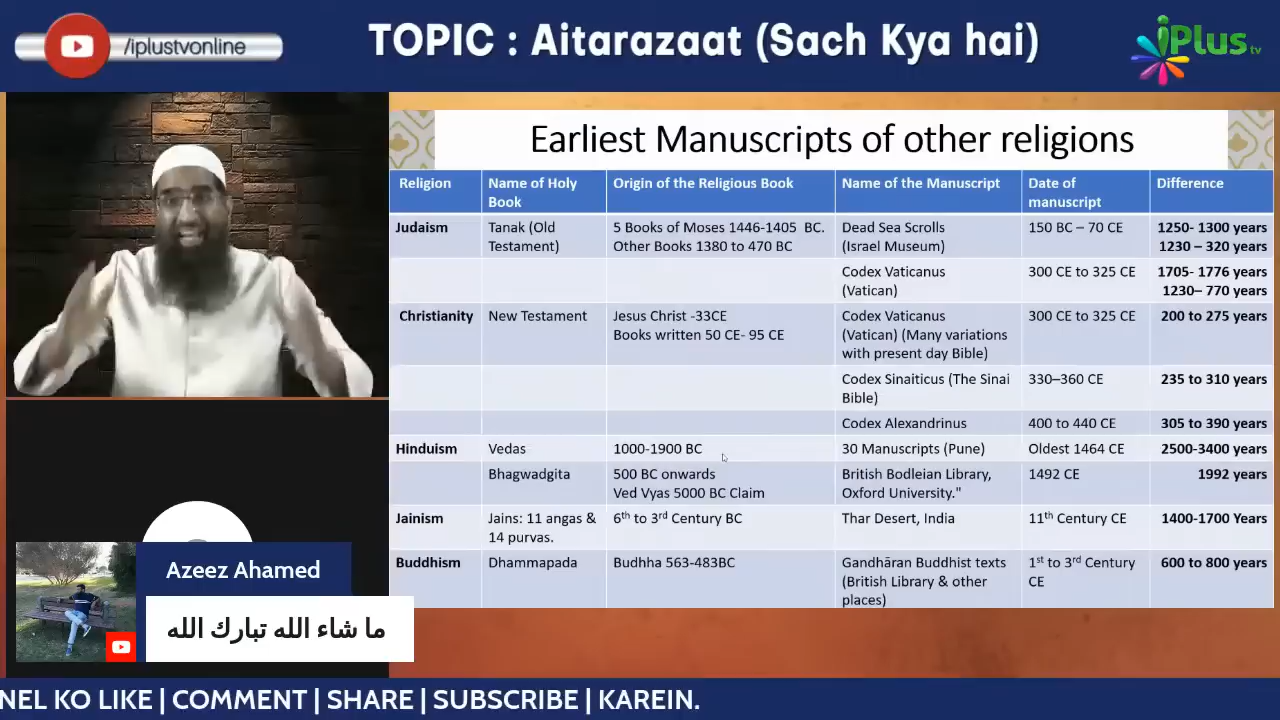 /iplustvonline
TOPIC : Aitarazaat (Sach Kya hai)
iPlus tv
Earliest Manuscripts of other religions
Religion Name of Holy Book Origin of the Religious Book Name of the Manuscript Date of manuscript Difference
Judaism Tanak (Old Testament) 5 Books of Moses 1446-1405 BC. Other Books 1380 to 470 BC Dead Sea Scrolls (Israel Museum) 150 BC – 70 CE 1250- 1300 years 1230 – 320 years
Codex Vaticanus (Vatican) 300 CE to 325 CE 1705- 1776 years 1230– 770 years
Christianity New Testament Jesus Christ -33CE Books written 50 CE- 95 CE Codex Vaticanus (Vatican) (Many variations with present day Bible) 300 CE to 325 CE 200 to 275 years
Codex Sinaiticus (The Sinai Bible) 330–360 CE 235 to 310 years
Codex Alexandrinus 400 to 440 CE 305 to 390 years
Hinduism Vedas 1000-1900 BC 30 Manuscripts (Pune) Oldest 1464 CE 2500-3400 years
Bhagwadgita 500 BC onwards Ved Vyas 5000 BC Claim British Bodleian Library, Oxford University." 1492 CE 1992 years
Jainism Jains: 11 angas & 14 purvas. 6th to 3rd Century BC Thar Desert, India 11th Century CE 1400-1700 Years
Buddhism Dhammapada Budhha 563-483BC Gandhāran Buddhist texts (British Library & other places) 1st to 3rd Century CE 600 to 800 years
Azeez Ahamed
ما شاء الله تبارك الله
NEL KO LIKE | COMMENT | SHARE | SUBSCRIBE | KAREIN.